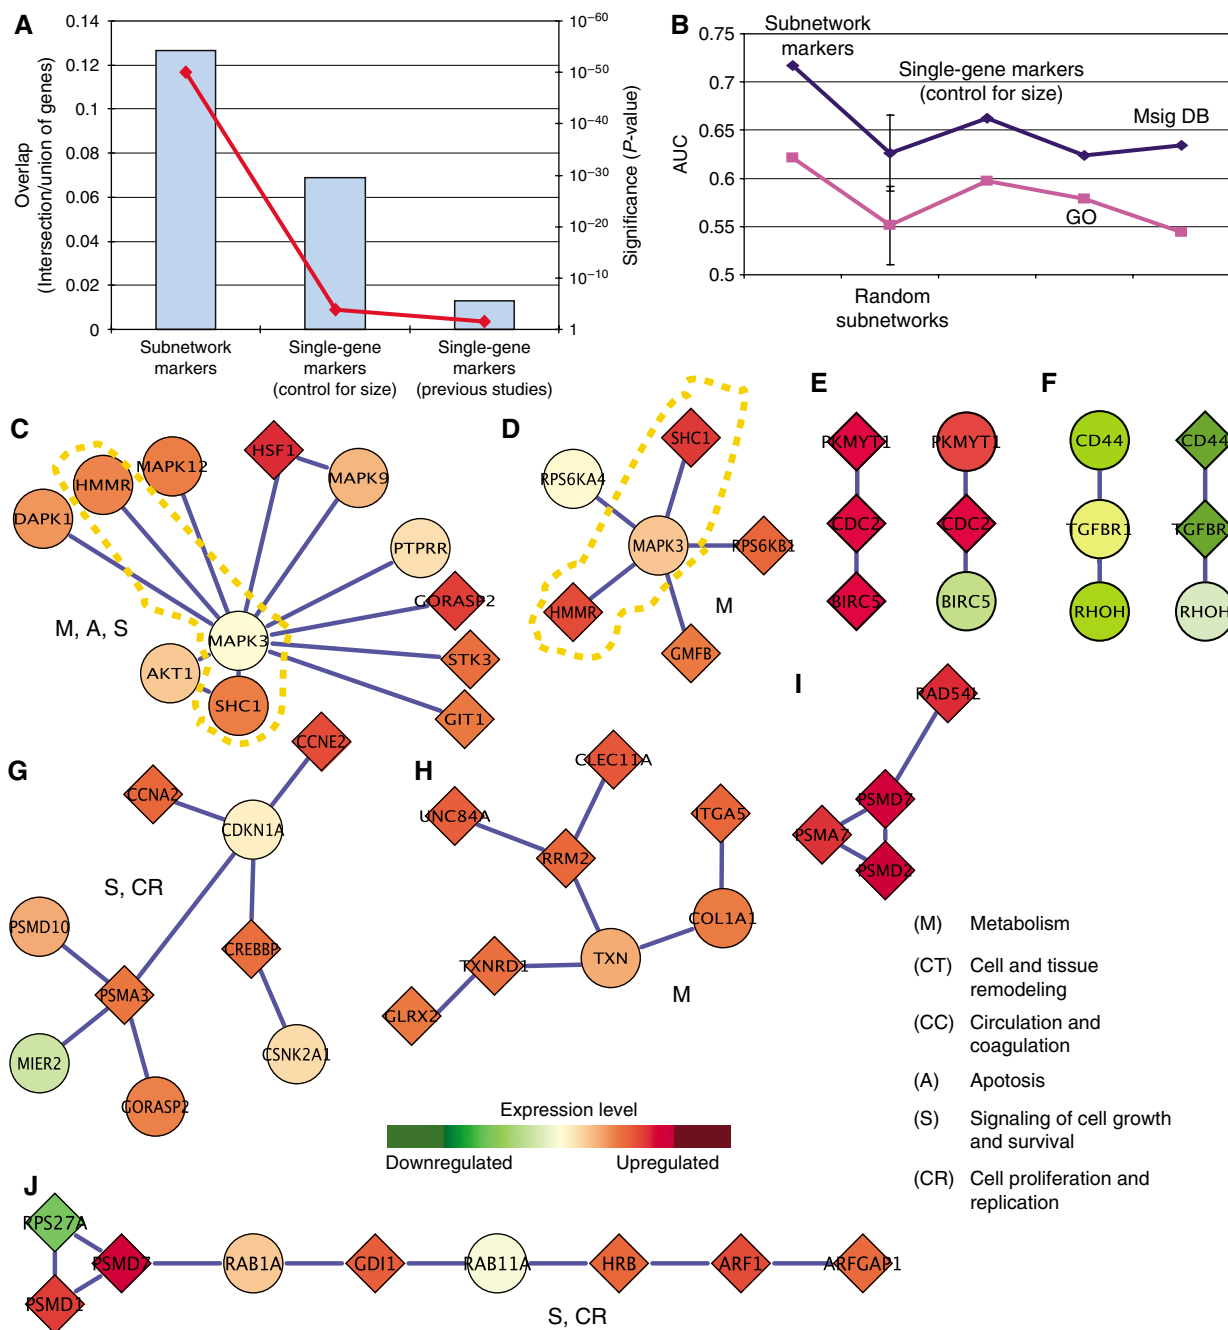 A
0.14
0.12
0.1
0.08
0.06
0.04
0.02
0
Overlap
(Intersection/union of genes)
10⁻⁶⁰
10⁻⁵⁰
10⁻⁴⁰
10⁻³⁰
10⁻²⁰
10⁻¹⁰
1
Significance (P-value)
Subnetwork
markers
Single-gene
markers
(control for size)
Single-gene
markers
(previous studies)
B
0.75
0.7
0.65
0.6
0.55
0.5
AUC
Subnetwork
markers
Single-gene markers
(control for size)
Msig DB
GO
Random
subnetworks
C
HMMR
MAPK12
HSF1
MAPK9
DAPK1
PTPRR
GORASP2
MAPK3
STK3
AKT1
SHC1
GIT1
M, A, S
D
SHC1
RPS6KA4
MAPK3
RPS6KB1
HMMR
GMFB
M
E
PKMYT1
CDC2
BIRC5
PKMYT1
CDC2
BIRC5
F
CD44
TGFBR1
RHOH
CD44
TGFBR
RHOH
G
CCNE2
CCNA2
CDKN1A
S, CR
PSMD10
CREBBP
PSMA3
MIER2
CSNK2A1
GORASP2
H
CLEC11A
UNC84A
ITGA5
RRM2
COL1A1
TXNRD1
TXN
GLRX2
M
I
RAD54L
PSMD7
PSMA7
PSMD2
(M) Metabolism
(CT) Cell and tissue
remodeling
(CC) Circulation and
coagulation
(A) Apotosis
(S) Signaling of cell growth
and survival
(CR) Cell proliferation and
replication
Expression level
Downregulated
Upregulated
J
RPS27A
PSMD7
PSMD1
RAB1A
GDI1
RAB11A
HRB
ARF1
ARFGAP1
S, CR